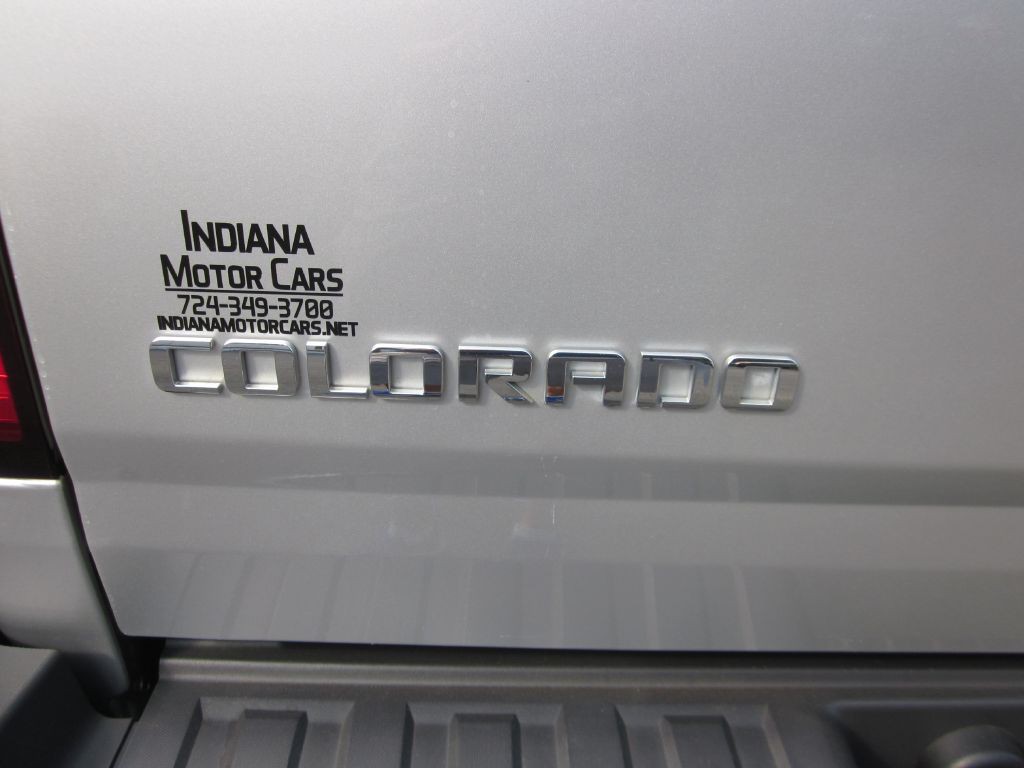 INDIANA
MOTOR CARS
724-349-3700
INDIANAMOTORCARS.NET
COLORADO